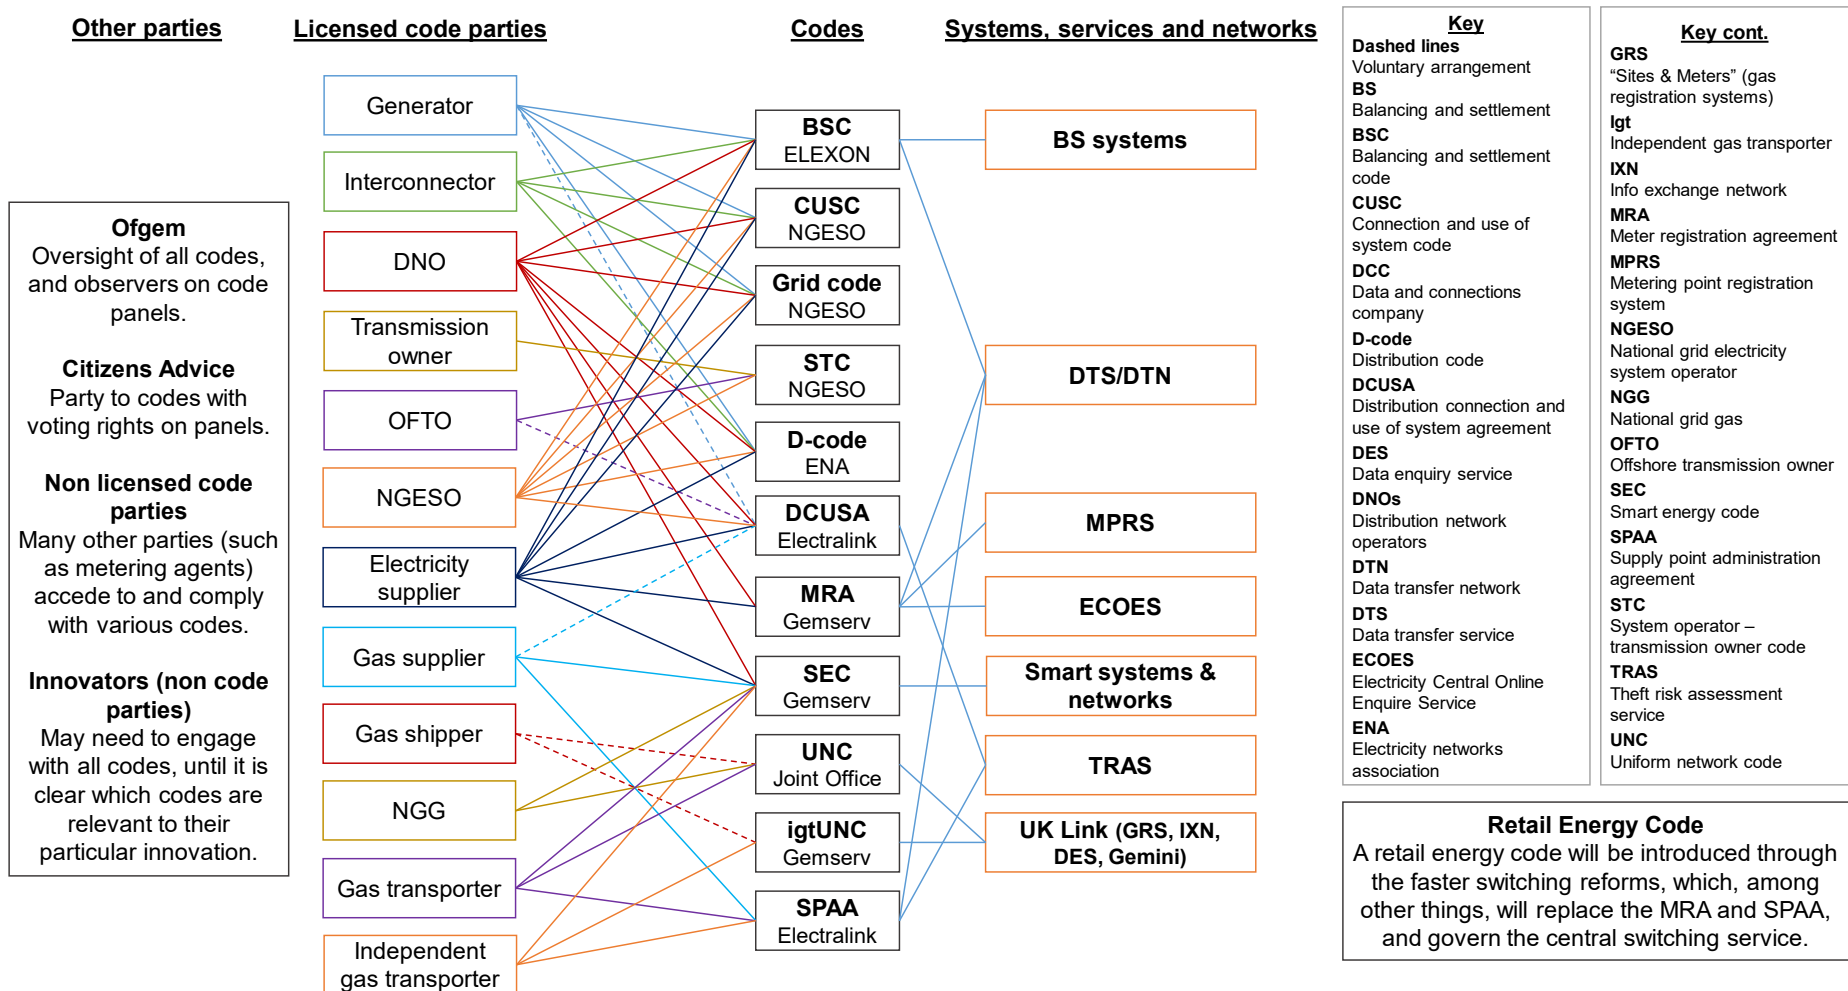 Other parties
Licensed code parties
Codes
Systems, services and networks
Ofgem
Oversight of all codes,
and observers on code
panels.
Citizens Advice
Party to codes with
voting rights on panels.
Non licensed code
parties
Many other parties (such
as metering agents)
accede to and comply
with various codes.
Innovators (non code
parties)
May need to engage
with all codes, until it is
clear which codes are
relevant to their
particular innovation.
Generator
Interconnector
DNO
Transmission
owner
OFTO
NGESO
Electricity
supplier
Gas supplier
Gas shipper
NGG
Gas transporter
Independent
gas transporter
BSC
ELEXON
CUSC
NGESO
Grid code
NGESO
STC
NGESO
D-code
ENA
DCUSA
Electralink
MRA
Gemserv
SEC
Gemserv
UNC
Joint Office
igtUNC
Gemserv
SPAA
Electralink
BS systems
DTS/DTN
MPRS
ECOES
Smart systems &
networks
TRAS
UK Link (GRS, IXN,
DES, Gemini)
Key
Dashed lines
Voluntary arrangement
BS
Balancing and settlement
BSC
Balancing and settlement
code
CUSC
Connection and use of
system code
DCC
Data and connections
company
D-code
Distribution code
DCUSA
Distribution connection and
use of system agreement
DES
Data enquiry service
DNOs
Distribution network
operators
DTN
Data transfer network
DTS
Data transfer service
ECOES
Electricity Central Online
Enquire Service
ENA
Electricity networks
association
Key cont.
GRS
“Sites & Meters” (gas
registration systems)
Igt
Independent gas transporter
IXN
Info exchange network
MRA
Meter registration agreement
MPRS
Metering point registration
system
NGESO
National grid electricity
system operator
NGG
National grid gas
OFTO
Offshore transmission owner
SEC
Smart energy code
SPAA
Supply point administration
agreement
STC
System operator –
transmission owner code
TRAS
Theft risk assessment
service
UNC
Uniform network code
Retail Energy Code
A retail energy code will be introduced through
the faster switching reforms, which, among
other things, will replace the MRA and SPAA,
and govern the central switching service.